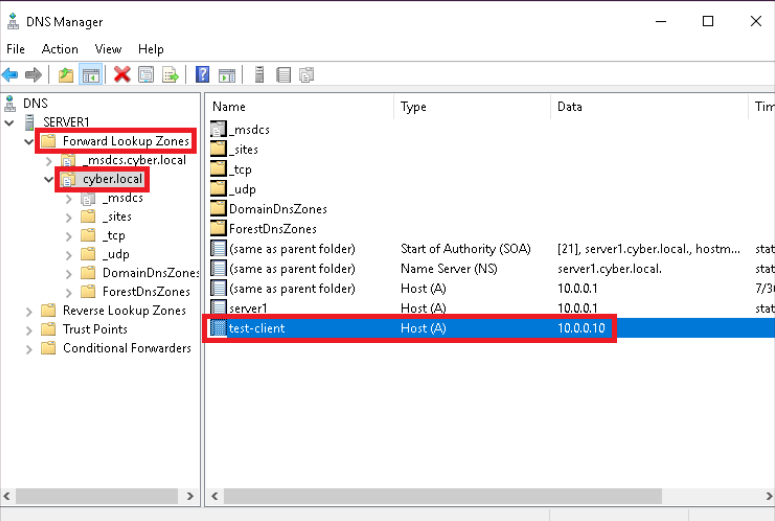 DNS Manager
File Action View Help
DNS
SERVER1
Forward Lookup Zones
_msdcs.cyber.local
cyber.local
_msdcs
_sites
_tcp
_udp
DomainDnsZones
ForestDnsZones
Reverse Lookup Zones
Trust Points
Conditional Forwarders
Name Type Data Tim
_msdcs
_sites
_tcp
_udp
DomainDnsZones
ForestDnsZones
(same as parent folder) Start of Authority (SOA) [21], server1.cyber.local., hostm... stat
(same as parent folder) Name Server (NS) server1.cyber.local. stat
(same as parent folder) Host (A) 10.0.0.1 7/3
server1 Host (A) 10.0.0.1 stat
test-client Host (A) 10.0.0.10